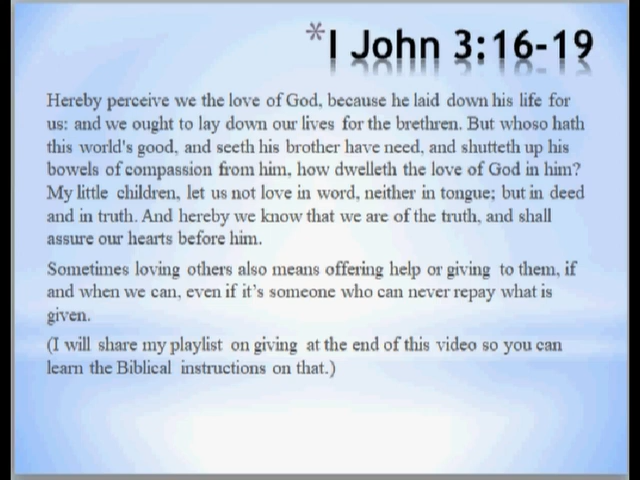 *I John 3:16-19
Hereby perceive we the love of God, because he laid down his life for
us: and we ought to lay down our lives for the brethren. But whoso hath
this world's good, and seeth his brother have need, and shutteth up his
bowels of compassion from him, how dwelleth the love of God in him?
My little children, let us not love in word, neither in tongue; but in deed
and in truth. And hereby we know that we are of the truth, and shall
assure our hearts before him.
Sometimes loving others also means offering help or giving to them, if
and when we can, even if it’s someone who can never repay what is
given.
(I will share my playlist on giving at the end of this video so you can
learn the Biblical instructions on that.)